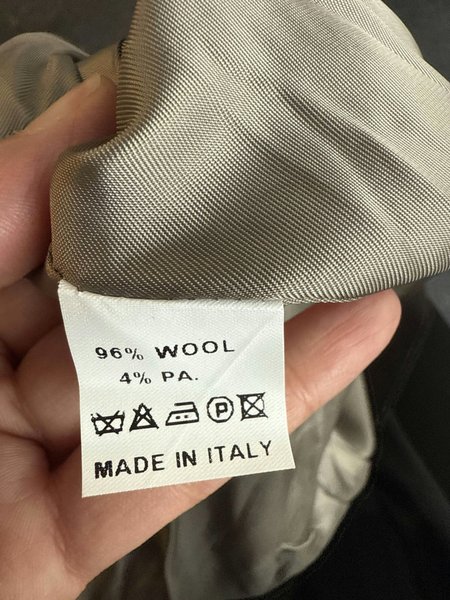 96% WOOL
4% PA.
P
MADE IN ITALY